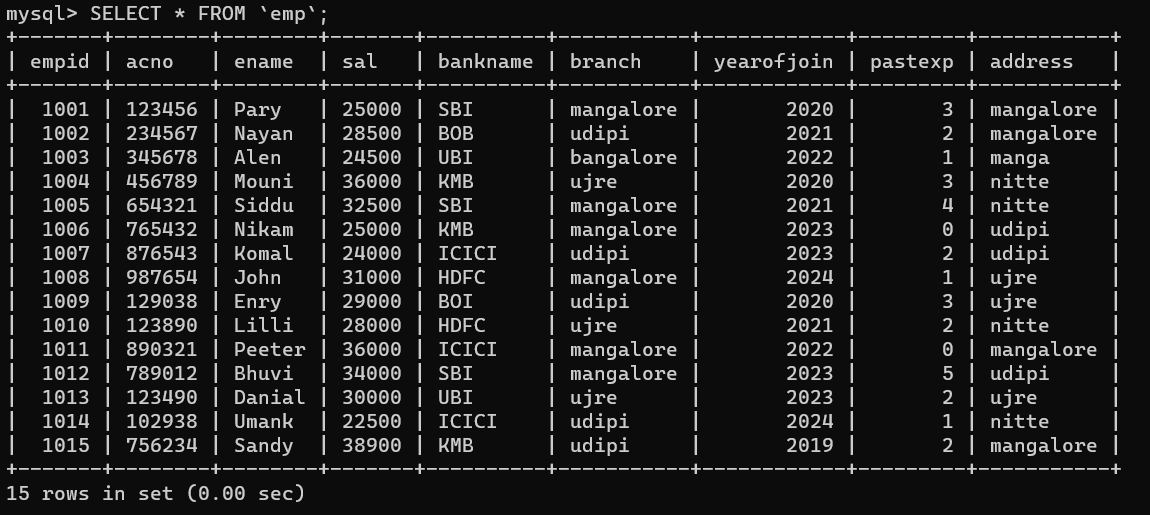 mysql> SELECT * FROM `emp`;
+-------+--------+--------+-------+----------+-----------+------------+---------+-----------+
| empid | acno   | ename  | sal   | bankname | branch    | yearofjoin | pastexp | address   |
+-------+--------+--------+-------+----------+-----------+------------+---------+-----------+
|  1001 | 123456 | Pary   | 25000 | SBI      | mangalore |       2020 |       3 | mangalore |
|  1002 | 234567 | Nayan  | 28500 | BOB      | udipi     |       2021 |       2 | mangalore |
|  1003 | 345678 | Alen   | 24500 | UBI      | bangalore |       2022 |       1 | manga     |
|  1004 | 456789 | Mouni  | 36000 | KMB      | ujre      |       2020 |       3 | nitte     |
|  1005 | 654321 | Siddu  | 32500 | SBI      | mangalore |       2021 |       4 | nitte     |
|  1006 | 765432 | Nikam  | 25000 | KMB      | mangalore |       2023 |       0 | udipi     |
|  1007 | 876543 | Komal  | 24000 | ICICI    | udipi     |       2023 |       2 | udipi     |
|  1008 | 987654 | John   | 31000 | HDFC     | mangalore |       2024 |       1 | ujre      |
|  1009 | 129038 | Enry   | 29000 | BOI      | udipi     |       2020 |       3 | ujre      |
|  1010 | 123890 | Lilli  | 28000 | HDFC     | ujre      |       2021 |       2 | nitte     |
|  1011 | 890321 | Peeter | 36000 | ICICI    | mangalore |       2022 |       0 | mangalore |
|  1012 | 789012 | Bhuvi  | 34000 | SBI      | mangalore |       2023 |       5 | udipi     |
|  1013 | 123490 | Danial | 30000 | UBI      | ujre      |       2023 |       2 | ujre      |
|  1014 | 102938 | Umank  | 22500 | ICICI    | udipi     |       2024 |       1 | nitte     |
|  1015 | 756234 | Sandy  | 38900 | KMB      | udipi     |       2019 |       2 | mangalore |
+-------+--------+--------+-------+----------+-----------+------------+---------+-----------+
15 rows in set (0.00 sec)